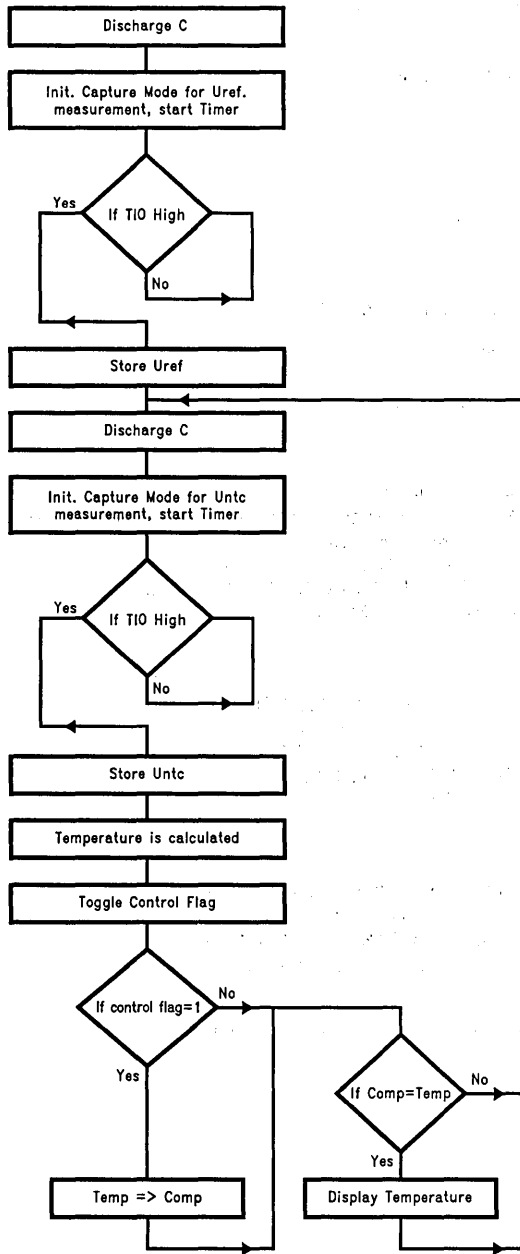 Discharge C
Init. Capture Mode for Uref.
measurement, start Timer
Yes
If TIO High
No
Store Uref
Discharge C
Init. Capture Mode for Untc
measurement, start Timer
Yes
If TIO High
No
Store Untc
Temperature is calculated
Toggle Control Flag
If control flag=1
No
Yes
If Comp=Temp
No
Yes
Temp => Comp
Display Temperature